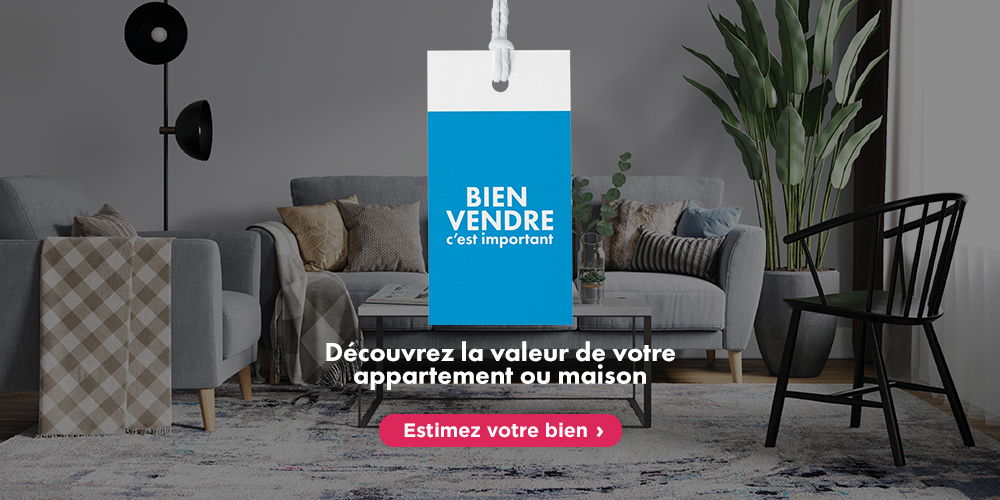 BIEN
VENDRE
c'est important
Découvrez la valeur de votre
appartement ou maison
Estimez votre bien ›